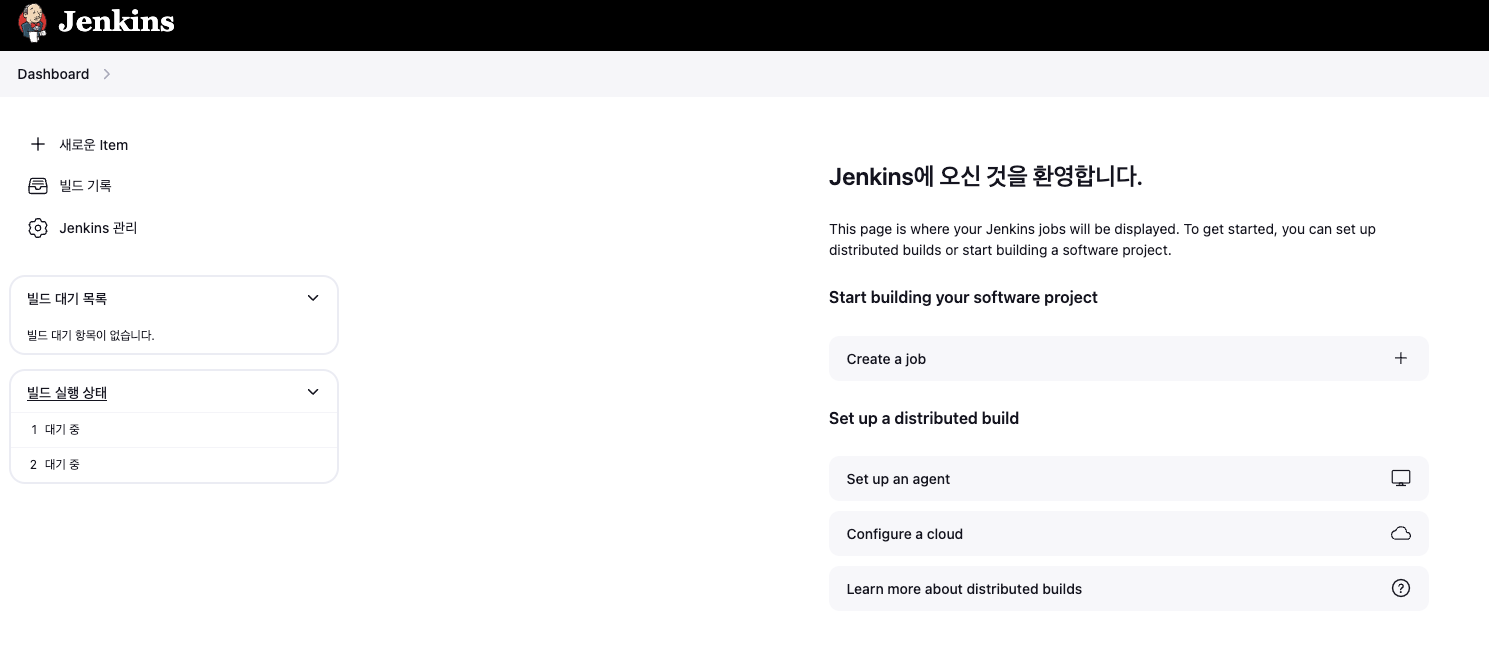 Jenkins
Dashboard
새로운 Item
빌드 기록
Jenkins 관리
빌드 대기 목록
빌드 대기 항목이 없습니다.
빌드 실행 상태
1 대기 중
2 대기 중
Jenkins에 오신 것을 환영합니다.
This page is where your Jenkins jobs will be displayed. To get started, you can set up
distributed builds or start building a software project.
Start building your software project
Create a job
Set up a distributed build
Set up an agent
Configure a cloud
Learn more about distributed builds